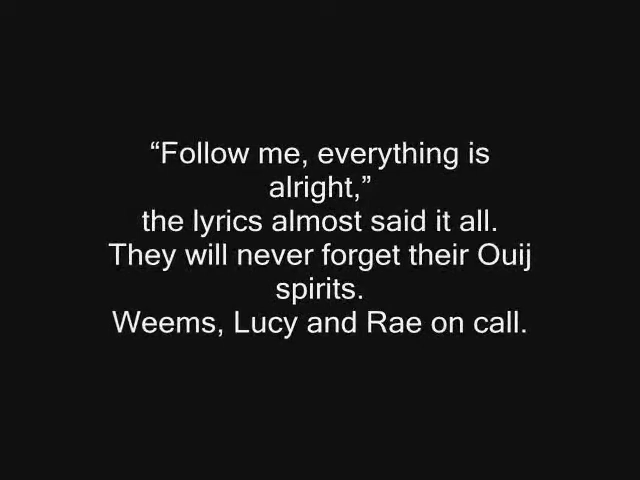 “Follow me, everything is
alright,”
the lyrics almost said it all.
They will never forget their Ouij
spirits.
Weems, Lucy and Rae on call.